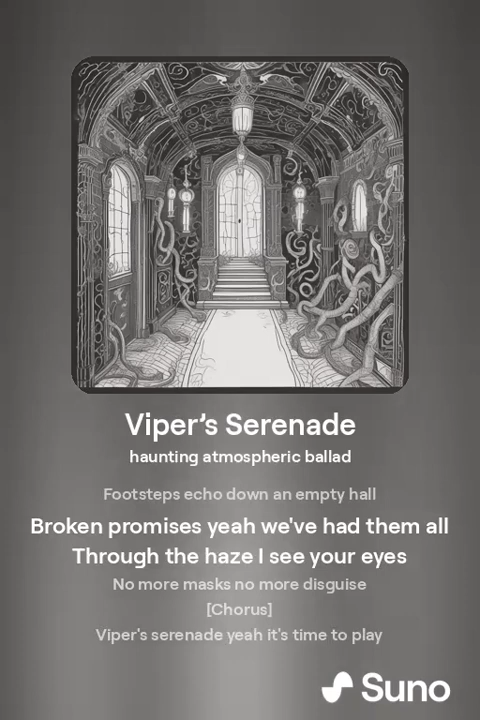 Viper's Serenade
haunting atmospheric ballad
Footsteps echo down an empty hall
Broken promises yeah we've had them all
Through the haze I see your eyes
No more masks no more disguise
[Chorus]
Viper's serenade yeah it's time to play
Suno